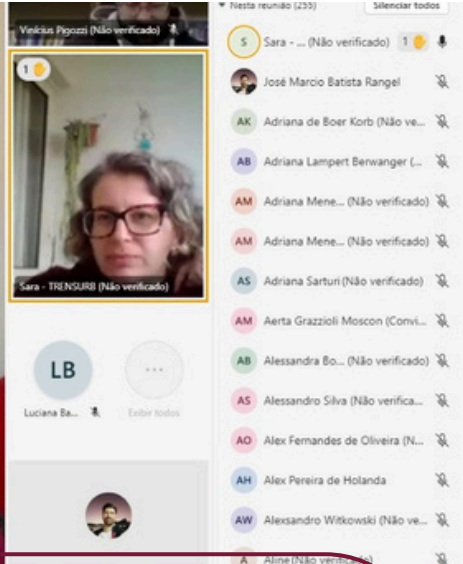 Vinícius Pigozzi (Não verificado)
1
Sara - TRENSURB (Não verificado)
LB
Luciana Ba...
Exibir todos
Nesta reunião (255)
Silenciar todos
S Sara - ... (Não verificado) 1
José Marcio Batista Rangel
AK Adriana de Boer Korb (Não ve...
AB Adriana Lampert Berwanger (...
AM Adriana Mene... (Não verificado)
AM Adriana Mene... (Não verificado)
AS Adriana Sarturi (Não verificado)
AM Aerta Grazzioli Moscon (Convi...
AB Alessandra Bo... (Não verificado)
AS Alessandro Silva (Não verifica...
AO Alex Fernandes de Oliveira (N...
AH Alex Pereira de Holanda
AW Alexsandro Witkowski (Não ve...
A Aline (Não verificado)